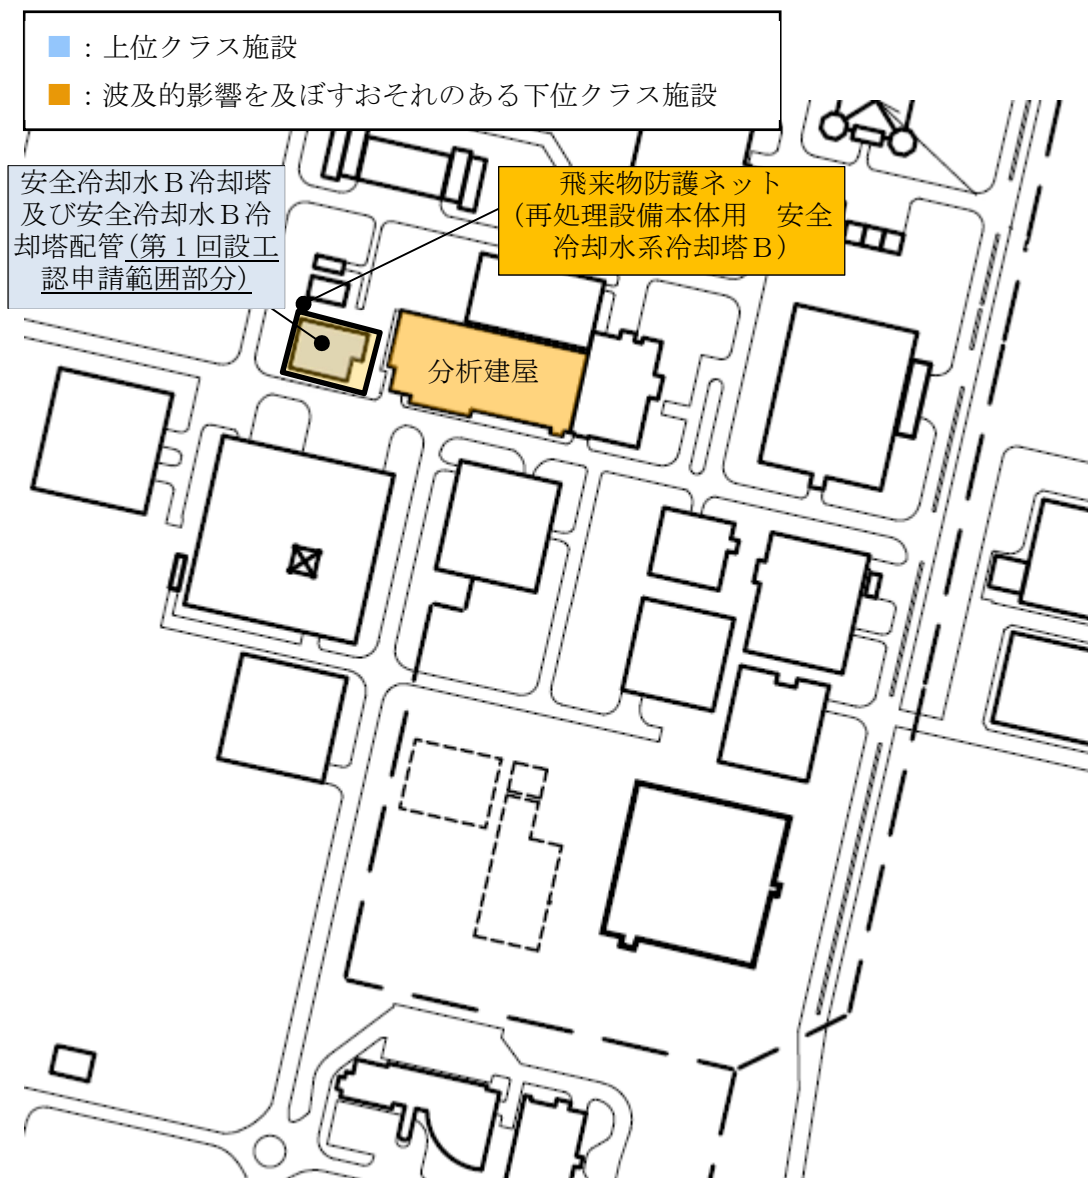 ■：上位クラス施設
■：波及的影響を及ぼすおそれのある下位クラス施設
安全冷却水Ｂ冷却塔
及び安全冷却水Ｂ冷
却塔配管(第１回設工
認申請範囲部分)
飛来物防護ネット
(再処理設備本体用　安全
冷却水系冷却塔Ｂ)
分析建屋